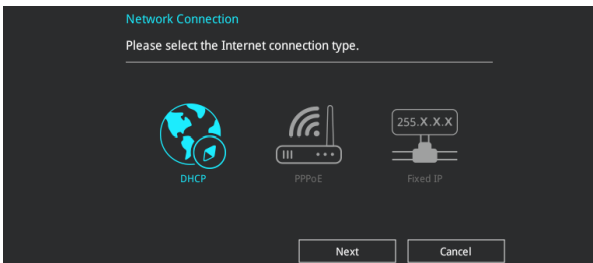 Network Connection
Please select the Internet connection type.
255.X.X.X
DHCP
PPPoE
Fixed IP
Next
Cancel